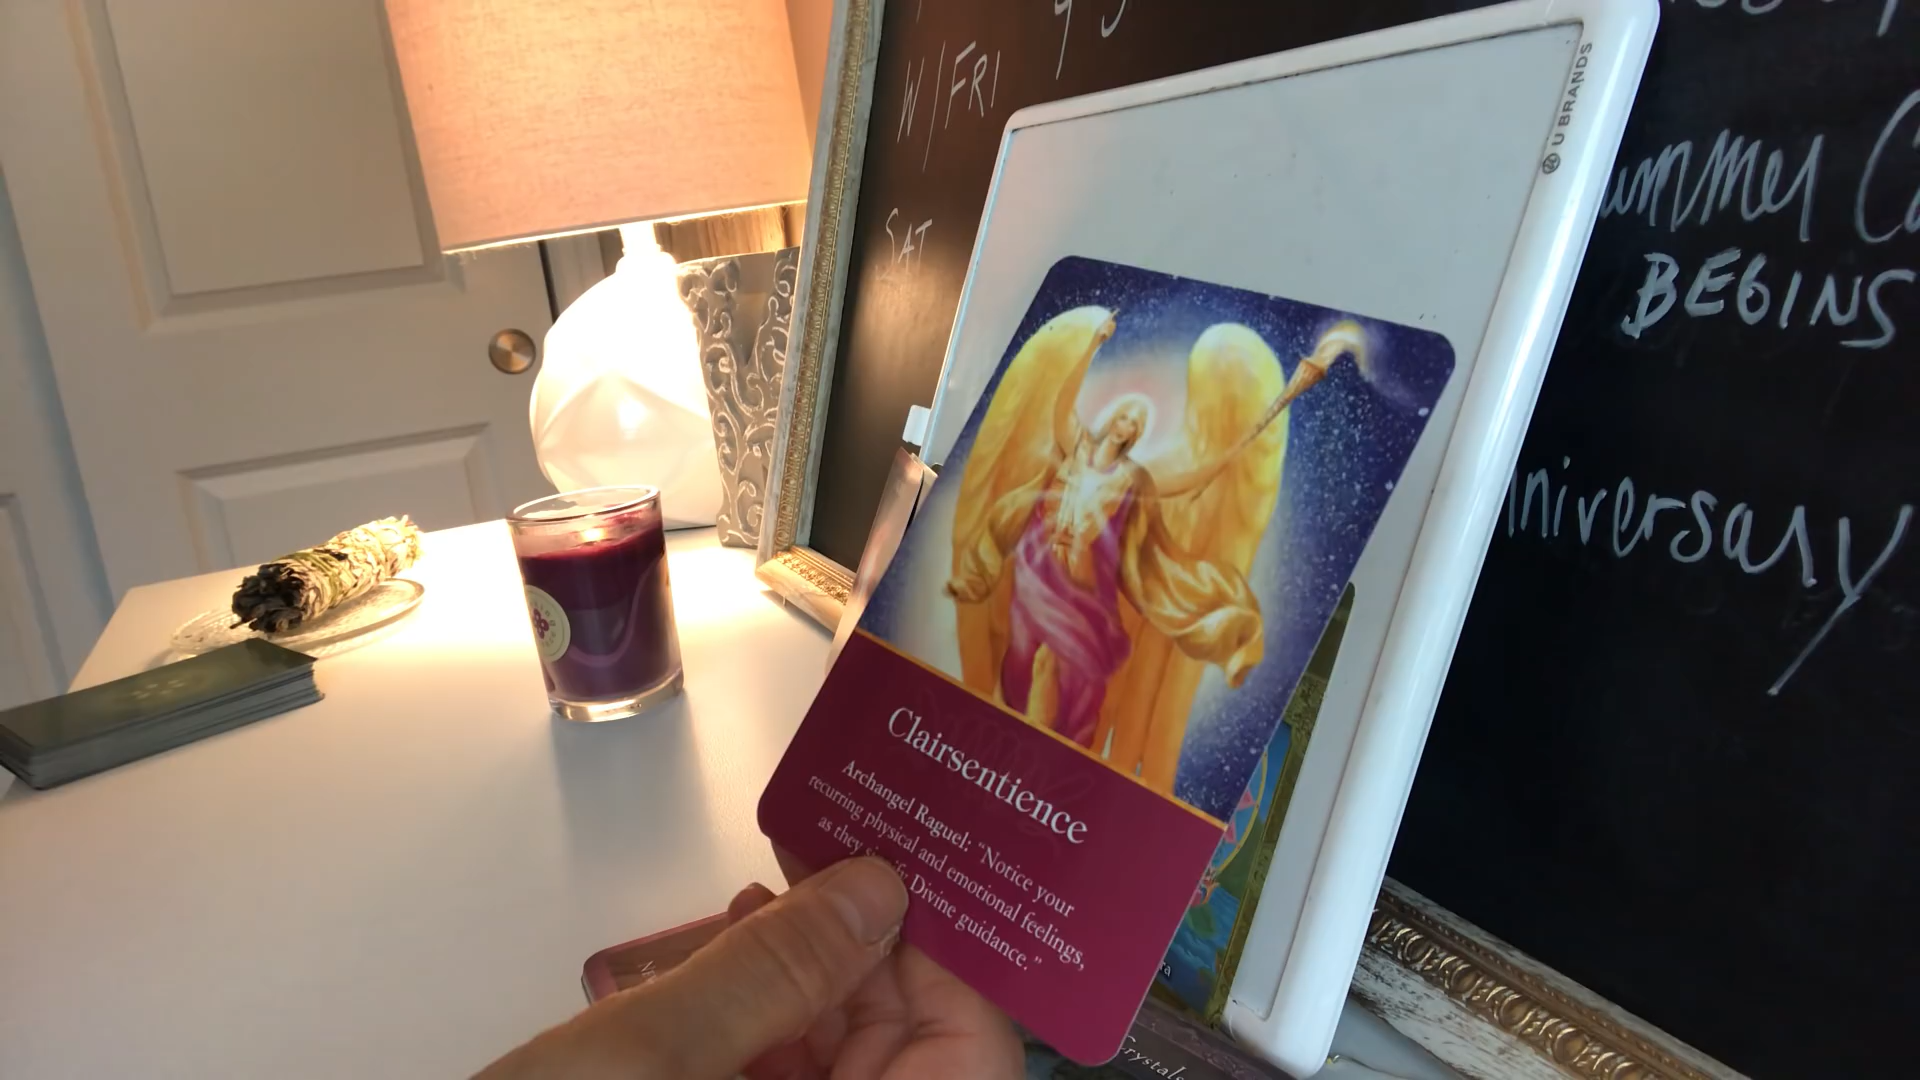 W/FRI
SAT
U BRANDS
BEGINS
Clairsentience
Archangel Raguel: "Notice your
recurring physical and emotional feelings,
as they signify Divine guidance."
Crystals